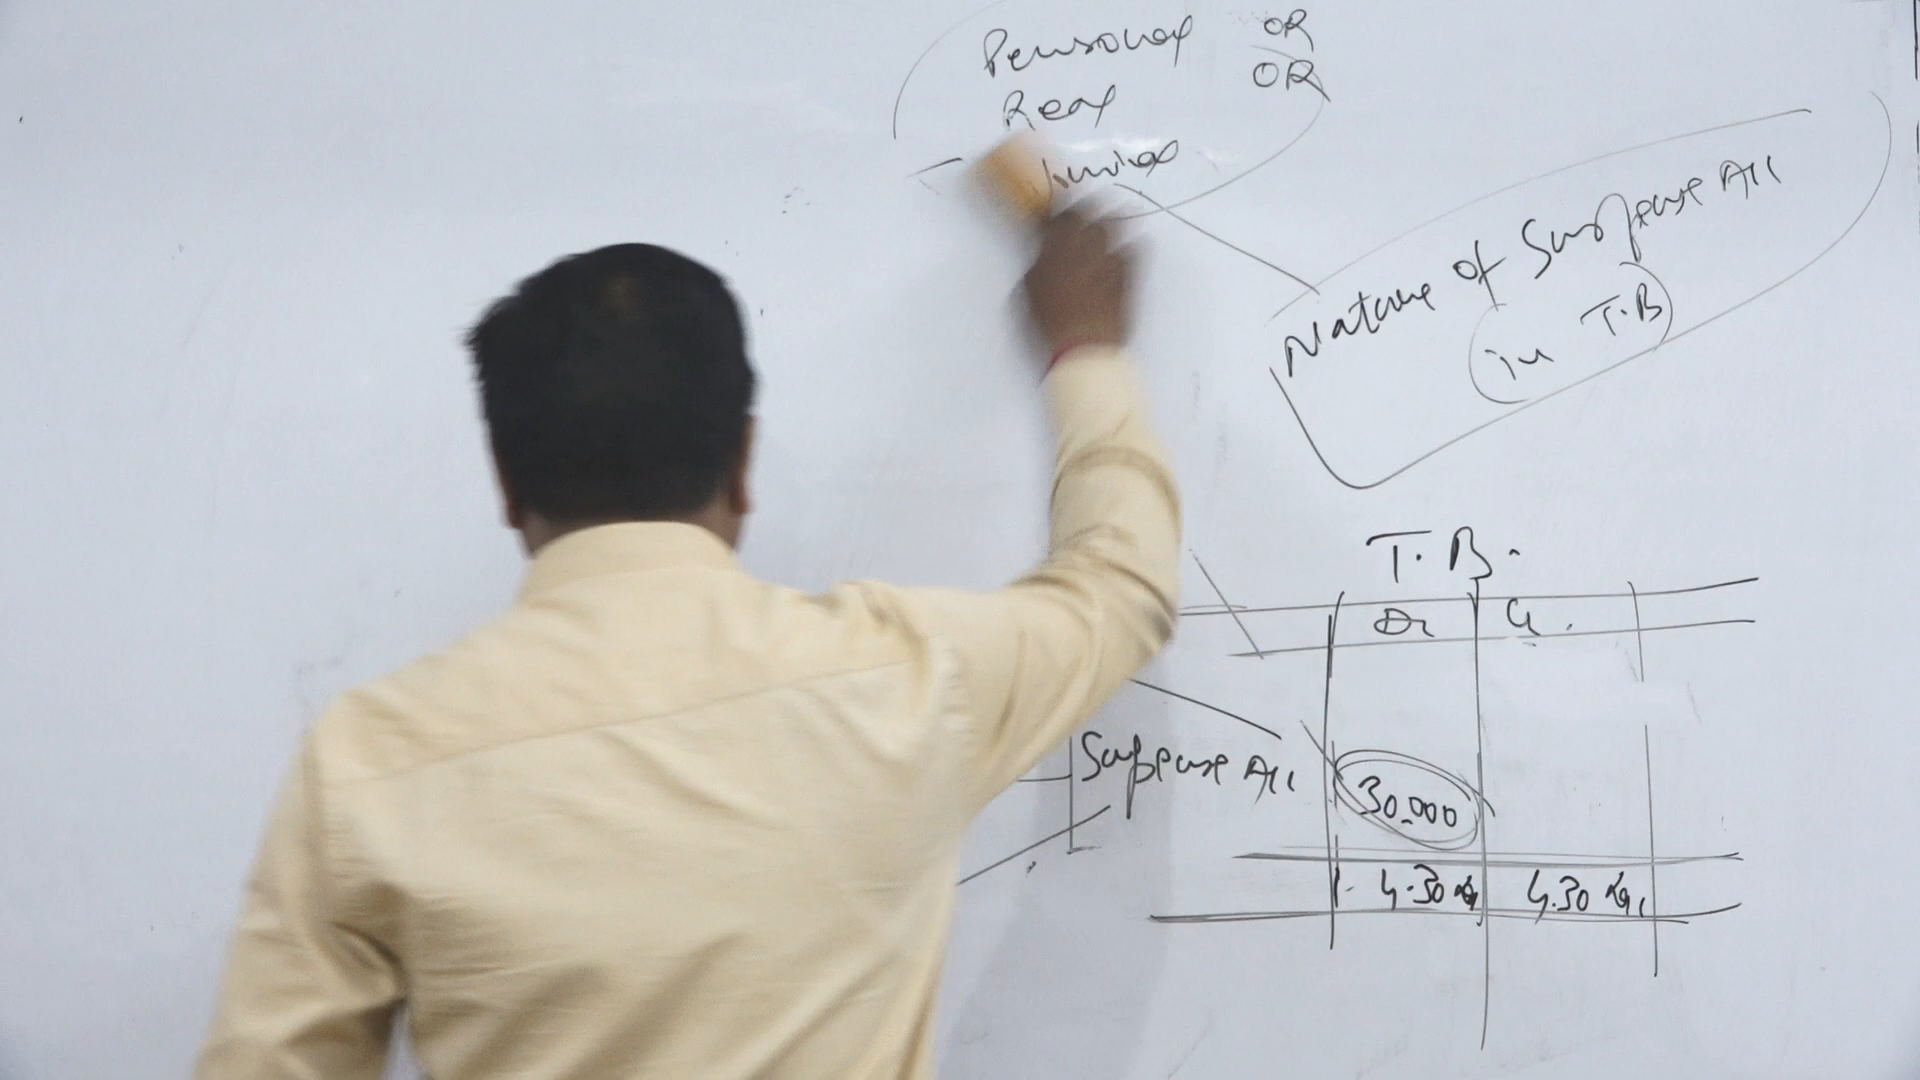 Personal OR
Real OR
Nature of Suspense A/c
in T.B
T.B.
Dr Cr.
Suspense A/c 30,000
4.30 4.30